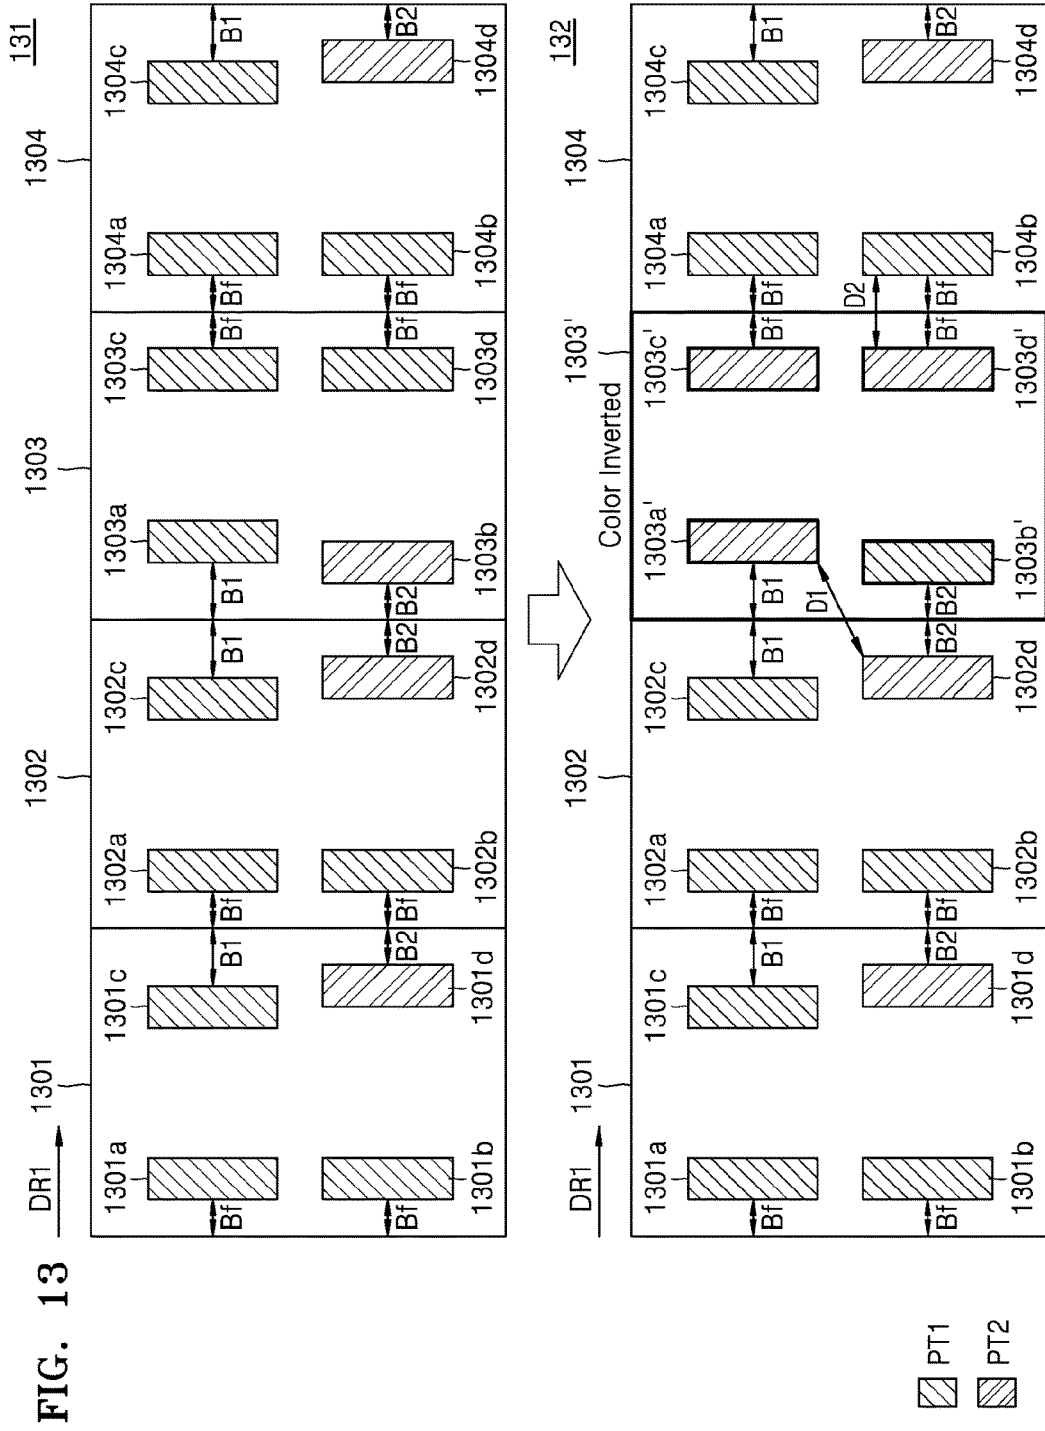 FIG. 13
131
DR1
1301
1302
1303
1304
1301a
1301c
1302a
1302c
1303a
1303c
1304a
1304c
Bf
B1
Bf
B1
B1
Bf
Bf
B1
Bf
B2
Bf
B2
B2
Bf
Bf
B2
1301b
1301d
1302b
1302d
1303b
1303d
1304b
1304d
132
DR1
1301
1302
Color Inverted
1303'
1304
1301a
1301c
1302a
1302c
1303a'
1303c'
1304a
1304c
Bf
B1
Bf
B1
B1
Bf
Bf
B1
D1
D2
Bf
B2
Bf
B2
B2
Bf
Bf
B2
1301b
1301d
1302b
1302d
1303b'
1303d'
1304b
1304d
PT1
PT2